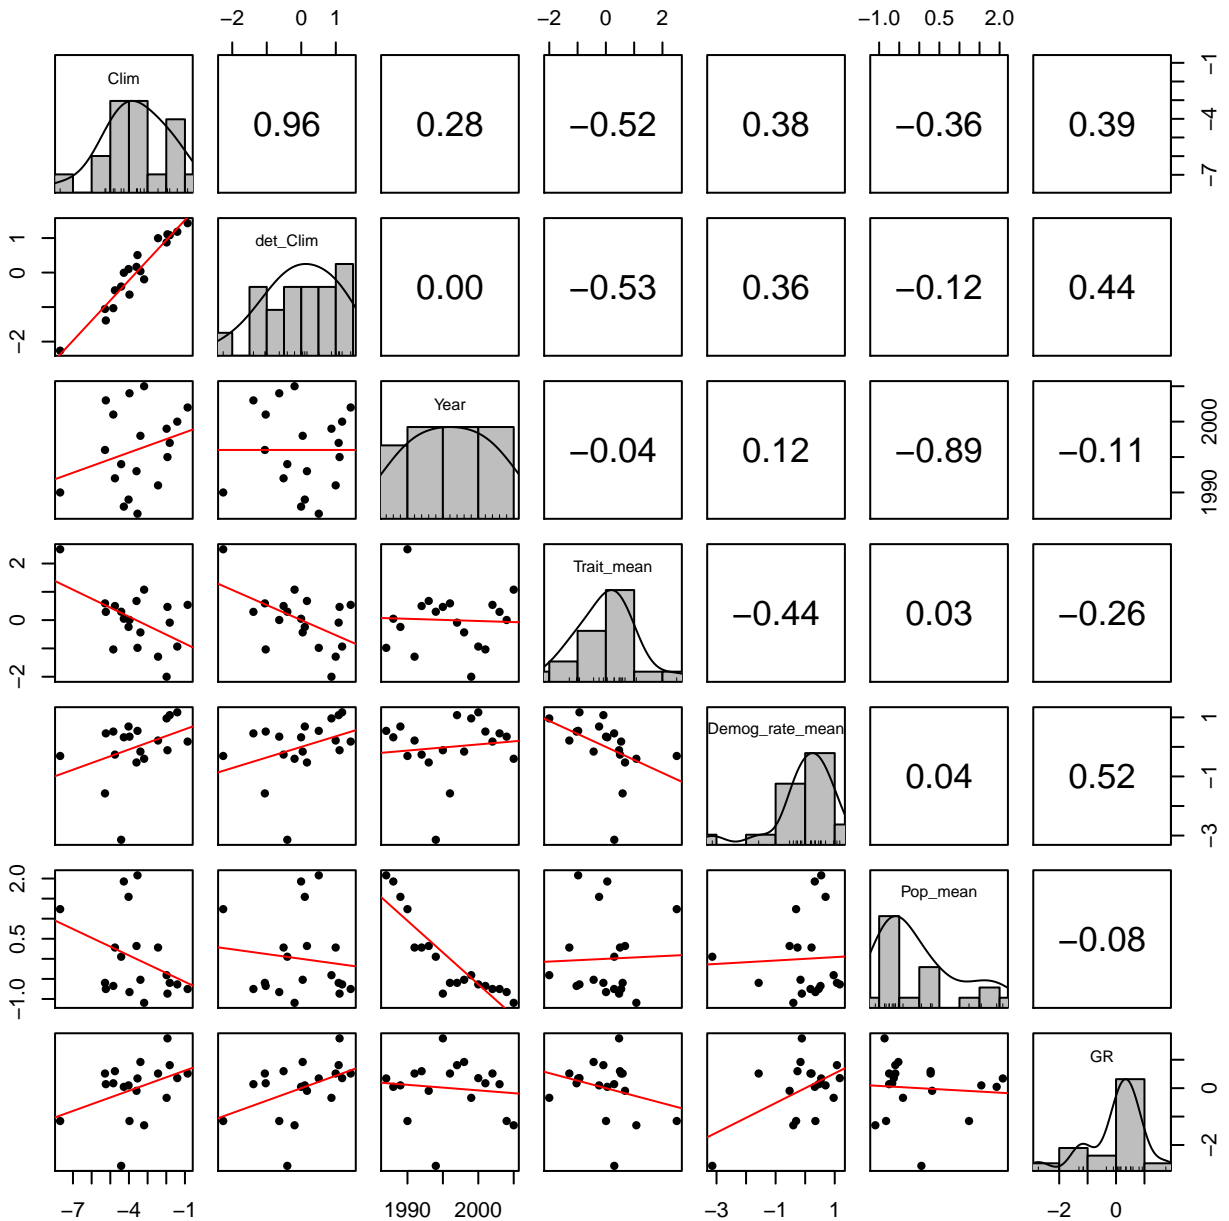 −2 0 1 −2 0 2 −1.0 0.5 2.0
Clim
0.96 0.28 −0.52 0.38 −0.36 0.39
−7 −4 −1
det_Clim
−2 0 1
0.00 −0.53 0.36 −0.12 0.44
Year
−0.04 0.12 −0.89 −0.11
1990 2000
Trait_mean
−2 0 2
−0.44 0.03 −0.26
Demog_rate_mean
0.04 0.52
−3 −1 1
Pop_mean
−1.0 0.5 2.0
−0.08
GR
−2 0
−7 −4 −1 1990 2000 −3 −1 1 −2 0